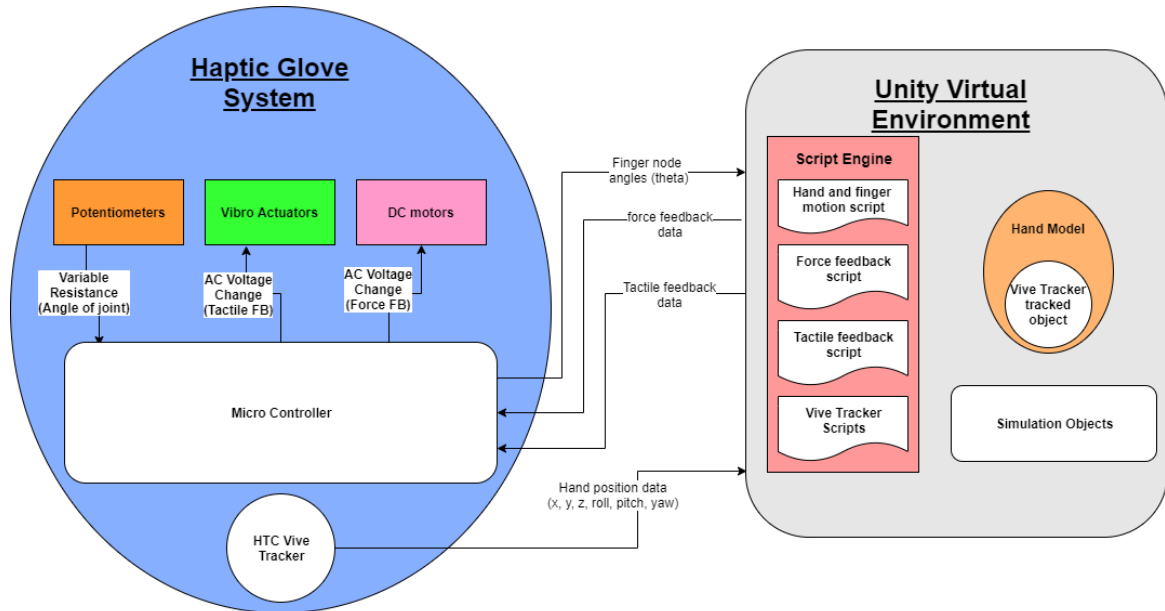 Haptic Glove
System
Potentiometers
Vibro Actuators
DC motors
Variable
Resistance
(Angle of joint)
AC Voltage
Change
(Tactile FB)
AC Voltage
Change
(Force FB)
Micro Controller
HTC Vive
Tracker
Finger node
angles (theta)
force feedback
data
Tactile feedback
data
Hand position data
(x, y, z, roll, pitch, yaw)
Unity Virtual
Environment
Script Engine
Hand and finger
motion script
Force feedback
script
Tactile feedback
script
Vive Tracker
Scripts
Hand Model
Vive Tracker
tracked
object
Simulation Objects